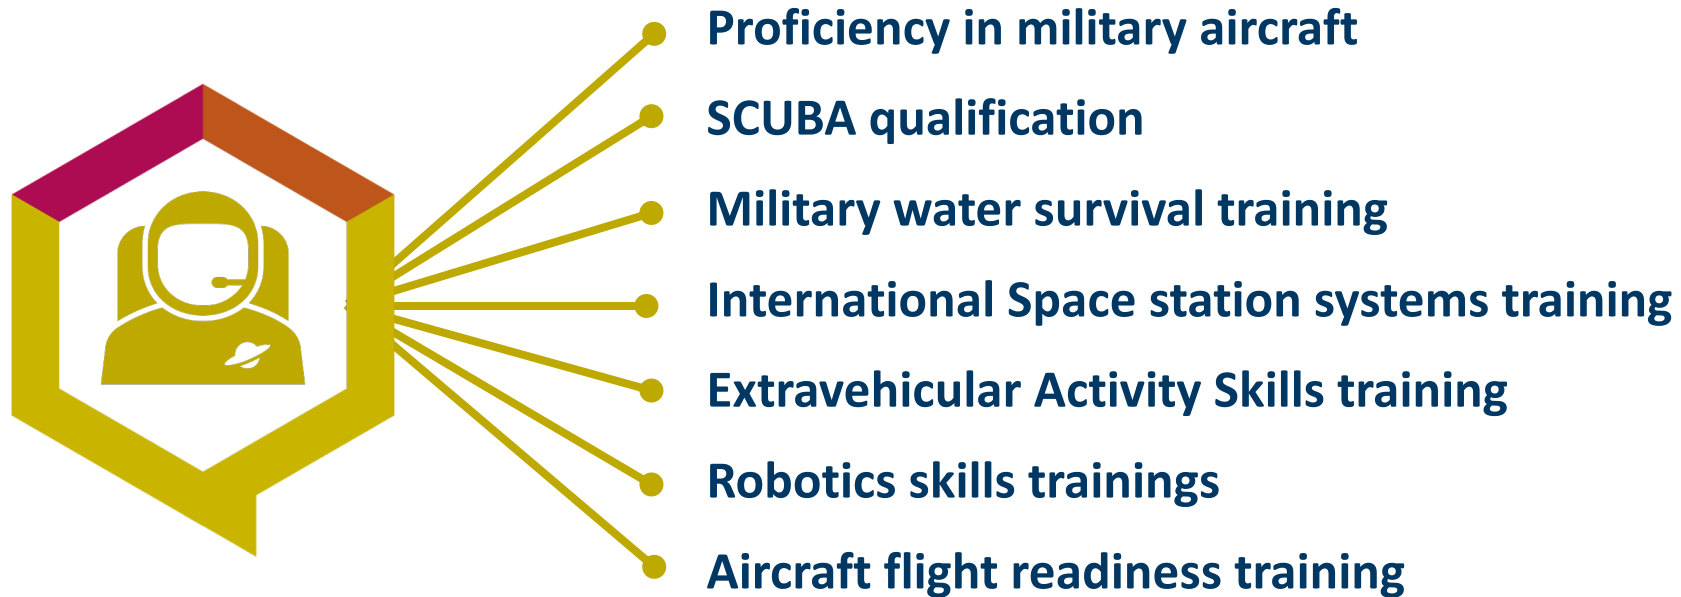 Proficiency in military aircraft
SCUBA qualification
Military water survival training
International Space station systems training
Extravehicular Activity Skills training
Robotics skills trainings
Aircraft flight readiness training